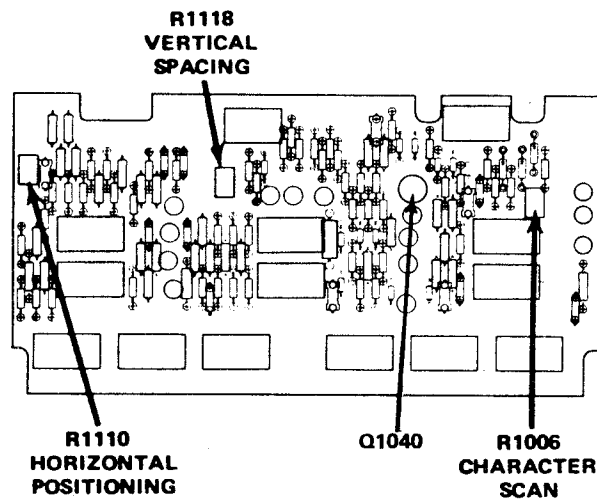 R1118
VERTICAL
SPACING
R1110
HORIZONTAL
POSITIONING
Q1040
R1006
CHARACTER
SCAN